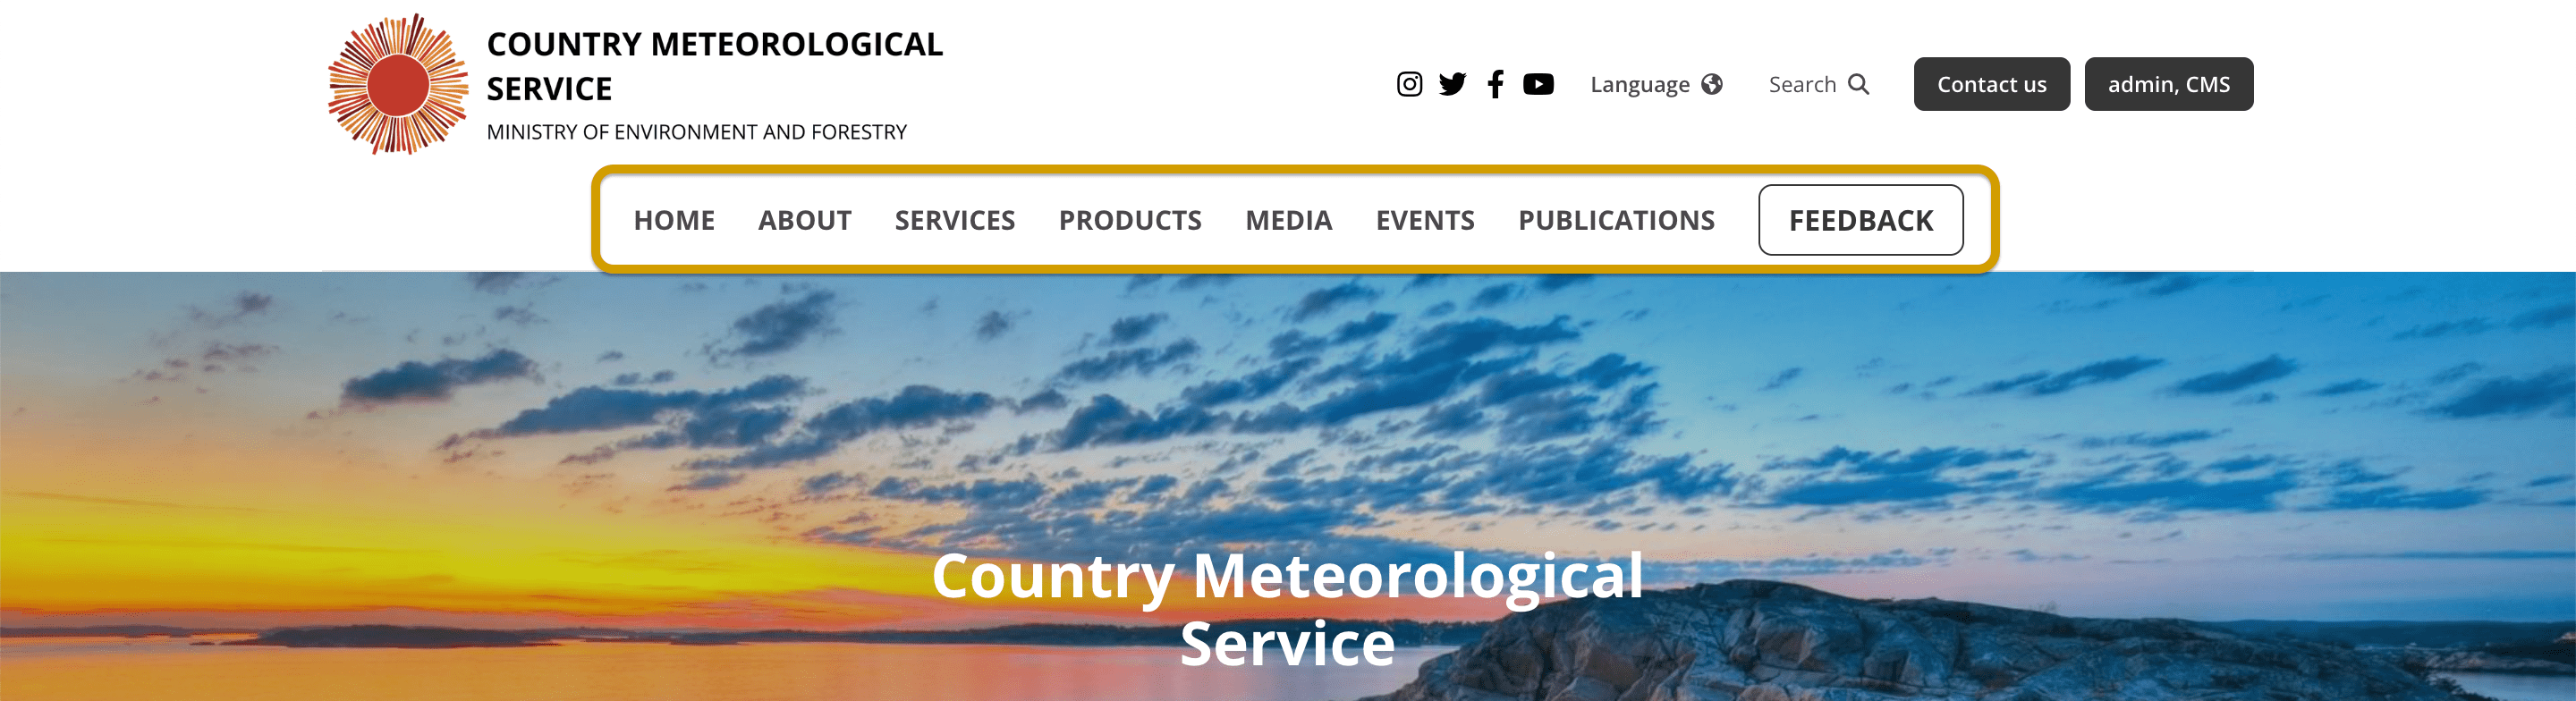 COUNTRY METEOROLOGICAL
SERVICE
MINISTRY OF ENVIRONMENT AND FORESTRY
Language
Search
Contact us
admin, CMS
HOME ABOUT SERVICES PRODUCTS MEDIA EVENTS PUBLICATIONS FEEDBACK
Country Meteorological
Service